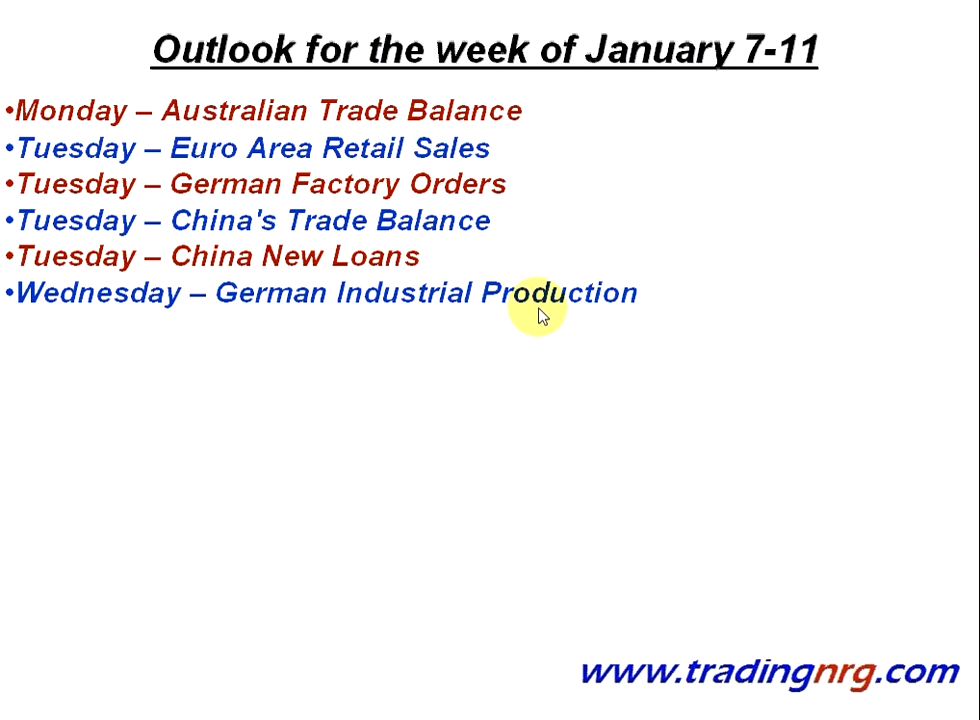 Outlook for the week of January 7-11
•Monday – Australian Trade Balance
•Tuesday – Euro Area Retail Sales
•Tuesday – German Factory Orders
•Tuesday – China's Trade Balance
•Tuesday – China New Loans
•Wednesday – German Industrial Production
www.tradingnrg.com